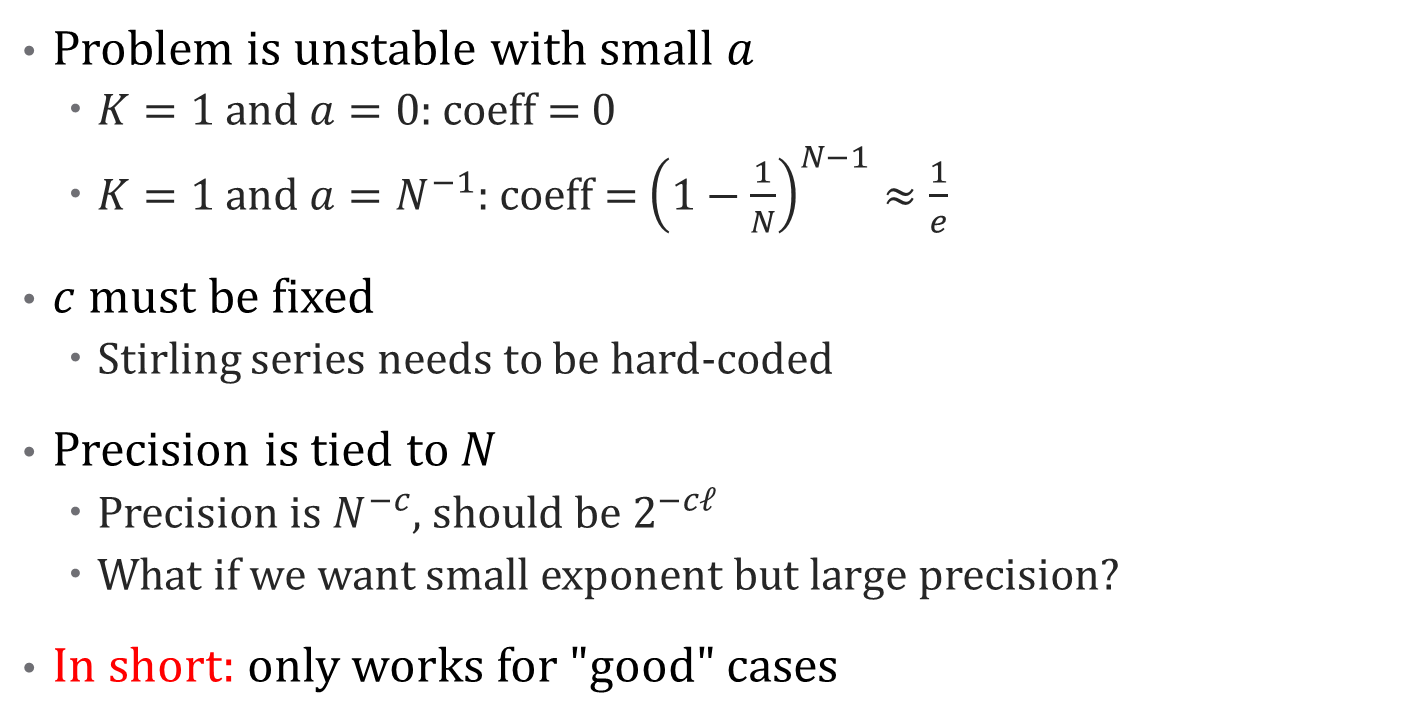 • Problem is unstable with small a
• K = 1 and a = 0: coeff = 0
• K = 1 and a = N⁻¹: coeff = (1 − 1/N)^(N−1) ≈ 1/e
• c must be fixed
• Stirling series needs to be hard-coded
• Precision is tied to N
• Precision is N^(−c), should be 2^(−cℓ)
• What if we want small exponent but large precision?
• In short: only works for "good" cases